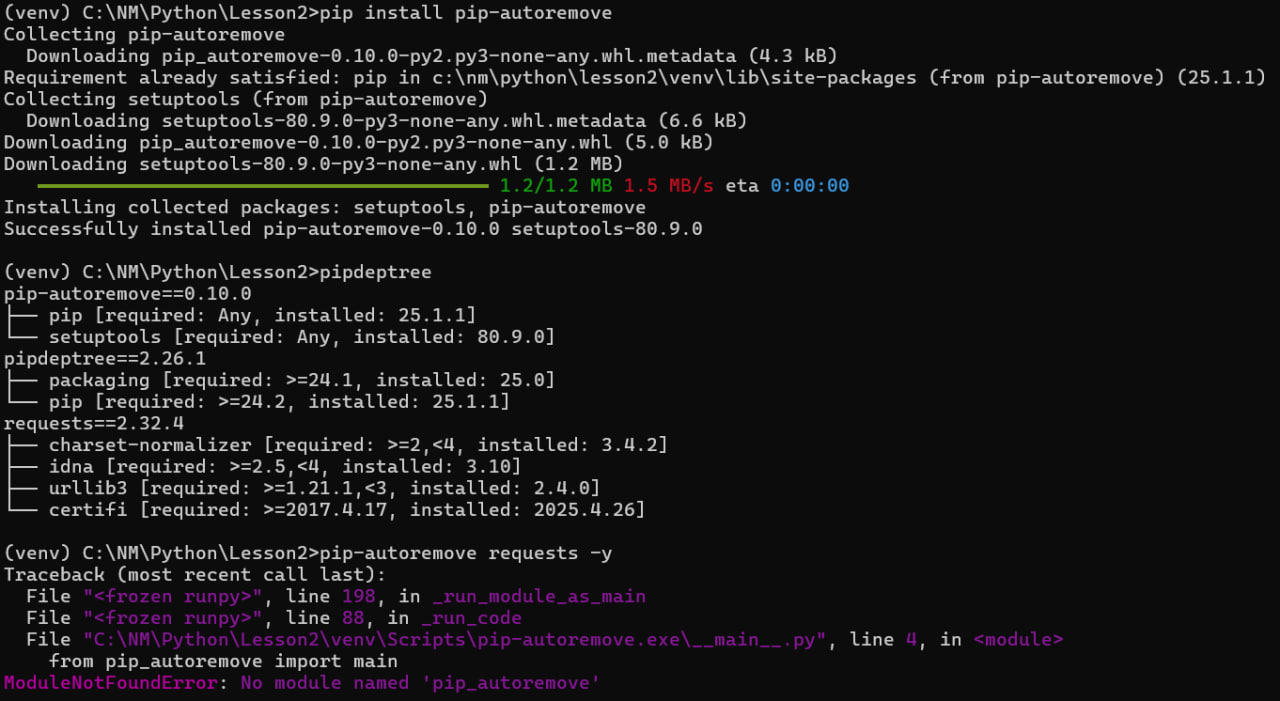 (venv) C:\NM\Python\Lesson2>pip install pip-autoremove
Collecting pip-autoremove
  Downloading pip_autoremove-0.10.0-py2.py3-none-any.whl.metadata (4.3 kB)
Requirement already satisfied: pip in c:\nm\python\lesson2\venv\lib\site-packages (from pip-autoremove) (25.1.1)
Collecting setuptools (from pip-autoremove)
  Downloading setuptools-80.9.0-py3-none-any.whl.metadata (6.6 kB)
Downloading pip_autoremove-0.10.0-py2.py3-none-any.whl (5.0 kB)
Downloading setuptools-80.9.0-py3-none-any.whl (1.2 MB)
   ━━━━━━━━━━━━━━━━━━━━━━━━━━━━━━━━━━━━━━━━ 1.2/1.2 MB 1.5 MB/s eta 0:00:00
Installing collected packages: setuptools, pip-autoremove
Successfully installed pip-autoremove-0.10.0 setuptools-80.9.0

(venv) C:\NM\Python\Lesson2>pipdeptree
pip-autoremove==0.10.0
├── pip [required: Any, installed: 25.1.1]
└── setuptools [required: Any, installed: 80.9.0]
pipdeptree==2.26.1
├── packaging [required: >=24.1, installed: 25.0]
└── pip [required: >=24.2, installed: 25.1.1]
requests==2.32.4
├── charset-normalizer [required: >=2,<4, installed: 3.4.2]
├── idna [required: >=2.5,<4, installed: 3.10]
├── urllib3 [required: >=1.21.1,<3, installed: 2.4.0]
└── certifi [required: >=2017.4.17, installed: 2025.4.26]

(venv) C:\NM\Python\Lesson2>pip-autoremove requests -y
Traceback (most recent call last):
  File "<frozen runpy>", line 198, in _run_module_as_main
  File "<frozen runpy>", line 88, in _run_code
  File "C:\NM\Python\Lesson2\venv\Scripts\pip-autoremove.exe\__main__.py", line 4, in <module>
    from pip_autoremove import main
ModuleNotFoundError: No module named 'pip_autoremove'